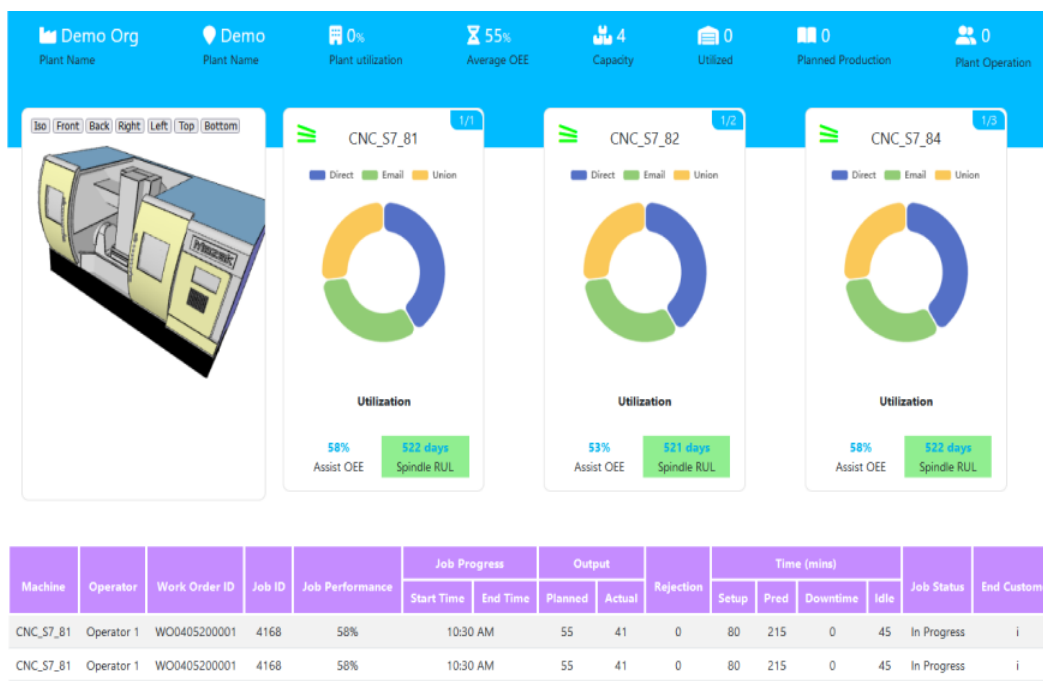 Demo Org
Plant Name
Demo
Plant Name
0%
Plant utilization
55%
Average OEE
4
Capacity
0
Utilized
0
Planned Production
0
Plant Operation
Iso Front Back Right Left Top Bottom
Mazak
1/1
CNC_S7_81
Direct Email Union
Utilization
58%
Assist OEE
522 days
Spindle RUL
1/2
CNC_S7_82
Direct Email Union
Utilization
53%
Assist OEE
521 days
Spindle RUL
1/3
CNC_S7_84
Direct Email Union
Utilization
58%
Assist OEE
522 days
Spindle RUL
Job Progress Output Time (mins)
Machine Operator Work Order ID Job ID Job Performance Rejection Job Status End Custom
Start Time End Time Planned Actual Setup Pred Downtime Idle
CNC_S7_81 Operator 1 WO0405200001 4168 58% 10:30 AM 55 41 0 80 215 0 45 In Progress i
CNC_S7_81 Operator 1 WO0405200001 4168 58% 10:30 AM 55 41 0 80 215 0 45 In Progress i